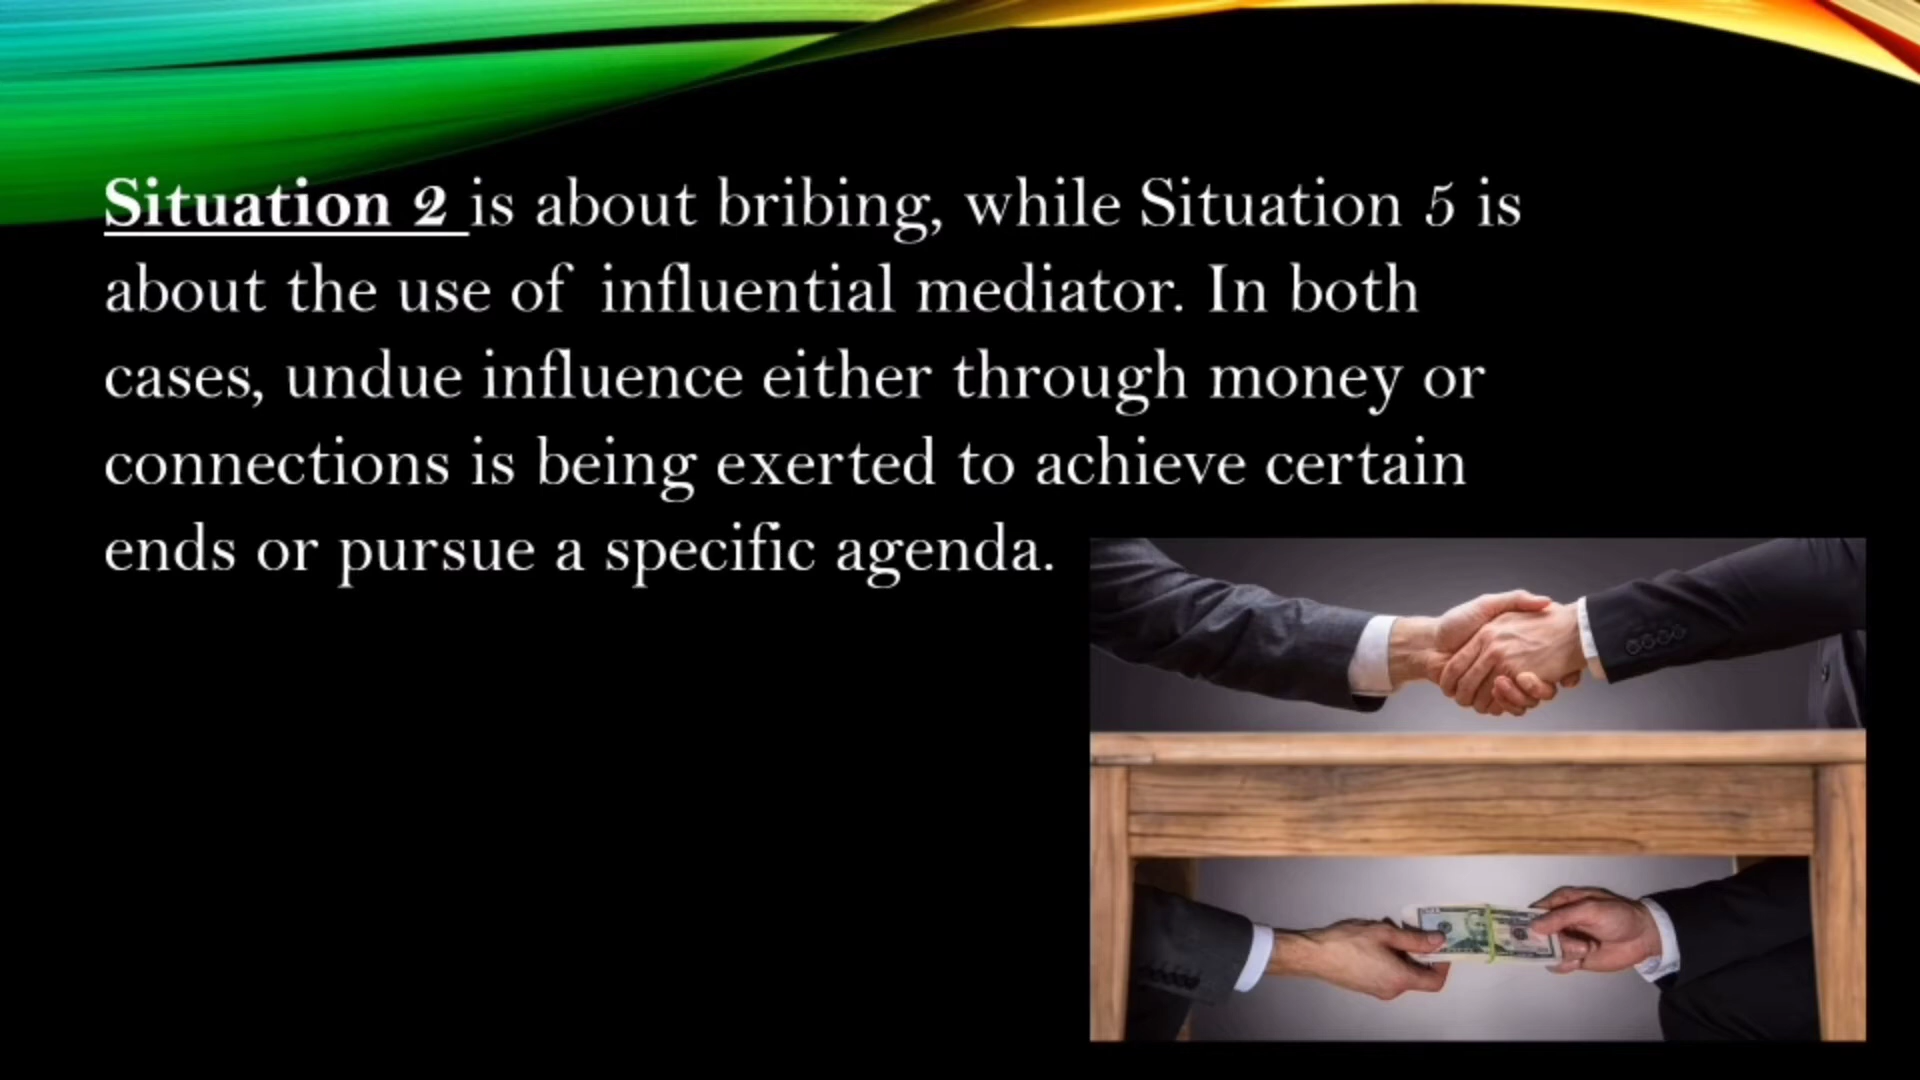 Situation 2 is about bribing, while Situation 5 is
about the use of influential mediator. In both
cases, undue influence either through money or
connections is being exerted to achieve certain
ends or pursue a specific agenda.